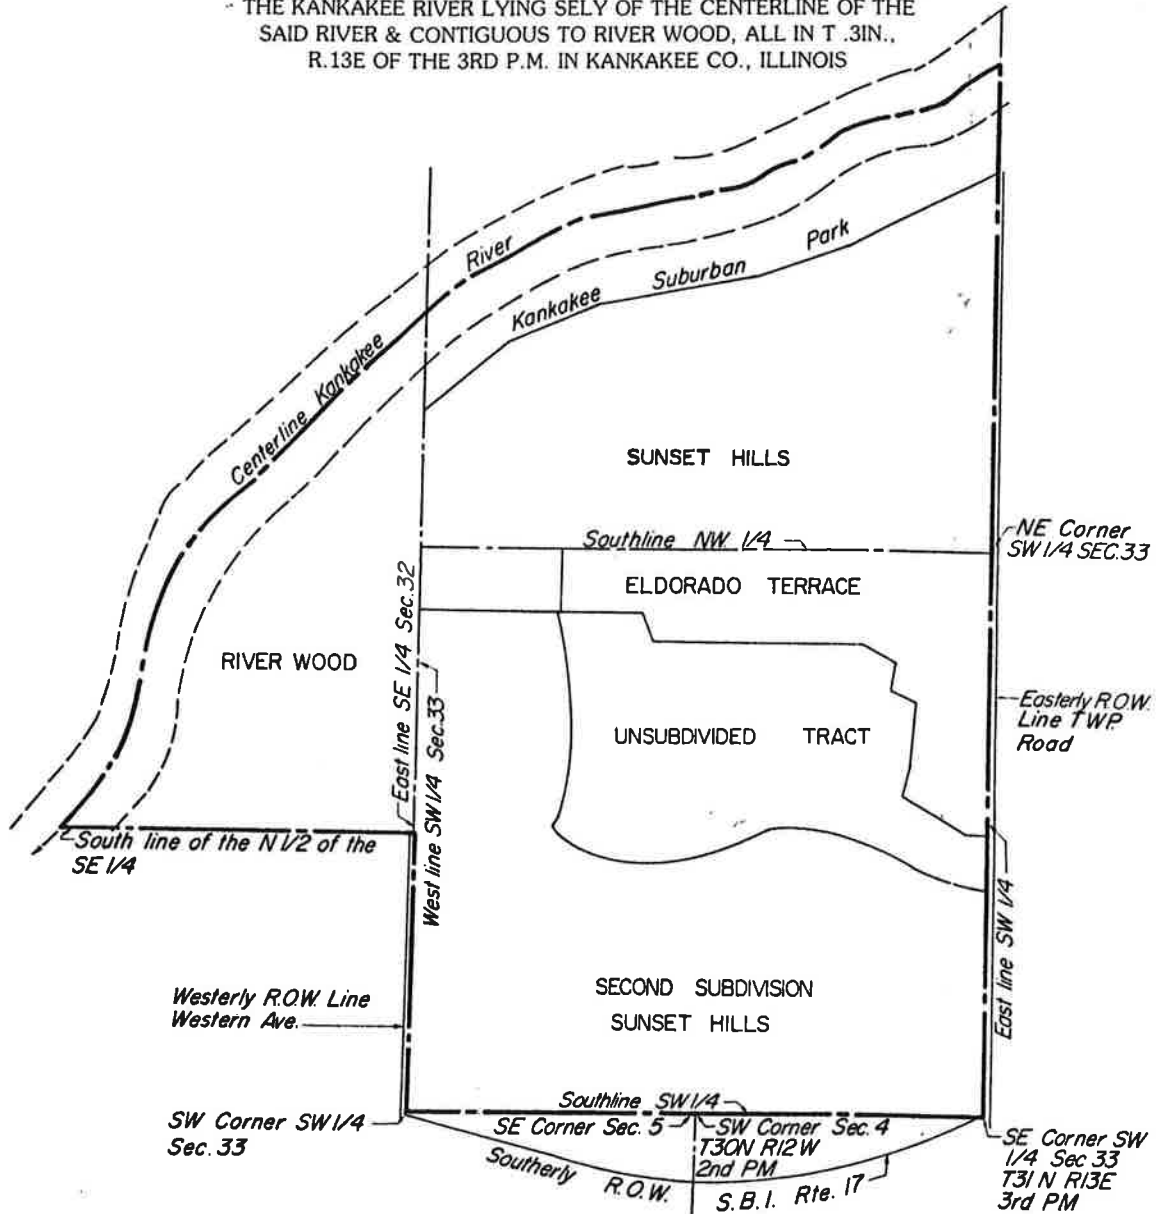 THE KANKAKEE RIVER LYING SELY OF THE CENTERLINE OF THE
SAID RIVER & CONTIGUOUS TO RIVER WOOD, ALL IN T .3IN.,
R.13E OF THE 3RD P.M. IN KANKAKEE CO., ILLINOIS
River
Park
Suburban
Kankakee
Centerline Kankakee
SUNSET HILLS
Southline NW 1/4
NE Corner
SW 1/4 SEC.33
ELDORADO TERRACE
East line SE 1/4 Sec.32
West line SW 1/4 Sec.33
RIVER WOOD
Easterly R.O.W.
Line TWP.
Road
UNSUBDIVIDED TRACT
South line of the N 1/2 of the
SE 1/4
East line SW 1/4
Westerly R.O.W. Line
Western Ave.
SECOND SUBDIVISION
SUNSET HILLS
Southline SW 1/4
SW Corner SW 1/4
Sec. 33
SE Corner Sec. 5
SW Corner Sec. 4
T30N R12W
2nd PM
SE Corner SW
1/4 Sec 33
T31N R13E
3rd PM
Southerly R.O.W.
S.B.I. Rte. 17